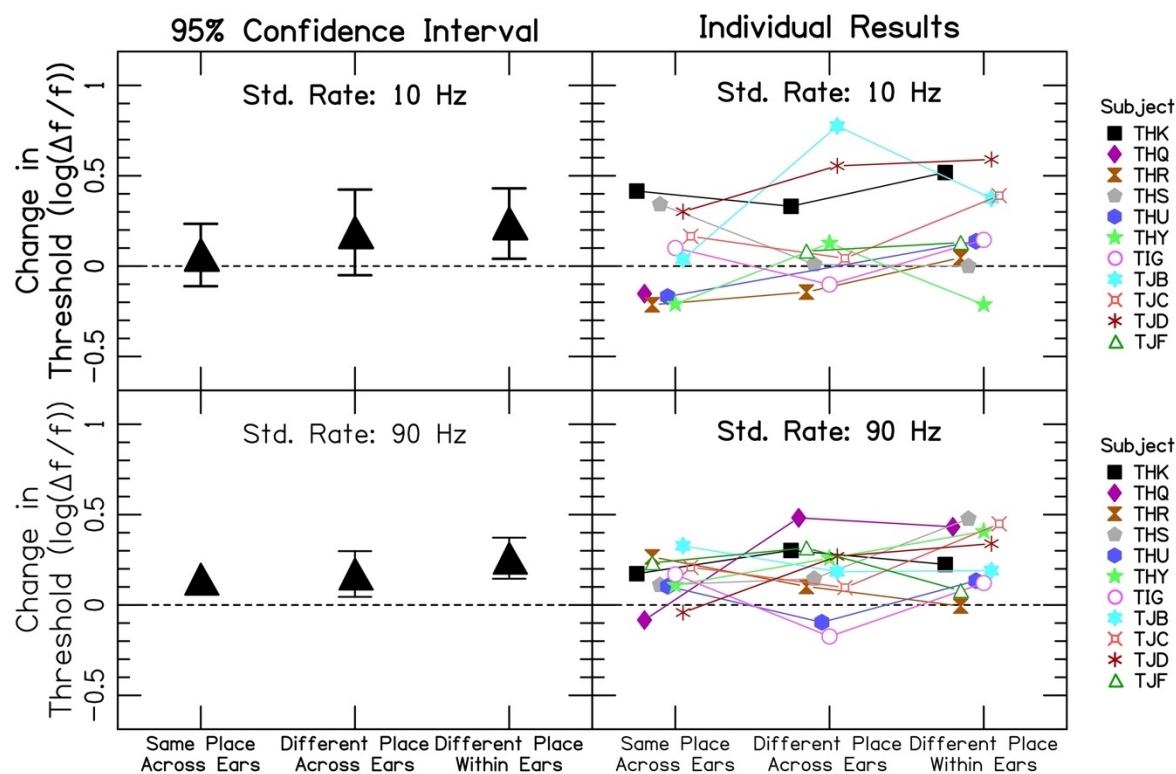 95% Confidence Interval
Individual Results
Change in
Threshold (log(Δf/f))
1
0.5
0
−0.5
Std. Rate: 10 Hz
Std. Rate: 10 Hz
Subject
THK
THQ
THR
THS
THU
THY
TIG
TJB
TJC
TJD
TJF
Change in
Threshold (log(Δf/f))
1
0.5
0
−0.5
Std. Rate: 90 Hz
Std. Rate: 90 Hz
Subject
THK
THQ
THR
THS
THU
THY
TIG
TJB
TJC
TJD
TJF
Same Place
Across Ears
Different Place
Across Ears
Different Place
Within Ears
Same Place
Across Ears
Different Place
Across Ears
Different Place
Within Ears